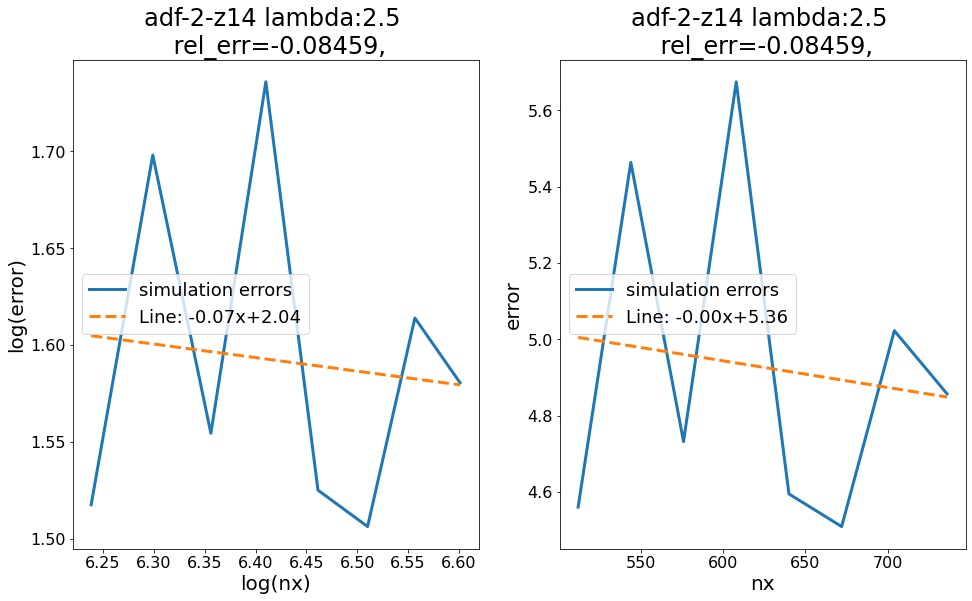 adf-2-z14 lambda:2.5
rel_err=-0.08459,
log(error)
1.70
1.65
1.60
1.55
1.50
simulation errors
Line: -0.07x+2.04
6.25 6.30 6.35 6.40 6.45 6.50 6.55 6.60
log(nx)
adf-2-z14 lambda:2.5
rel_err=-0.08459,
error
5.6
5.4
5.2
5.0
4.8
4.6
simulation errors
Line: -0.00x+5.36
550 600 650 700
nx